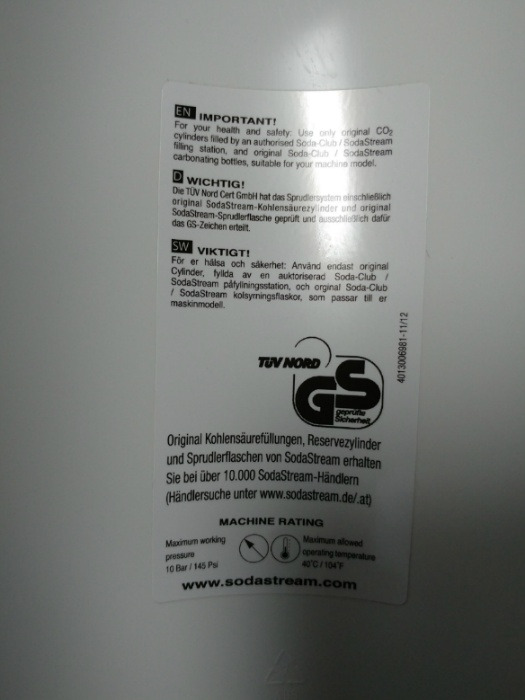 EN IMPORTANT!
For your health and safety: Use only original CO2
cylinders filled by an authorised Soda-Club / SodaStream
filling station, and original Soda-Club / SodaStream
carbonating bottles, suitable for your machine model.
D WICHTIG!
Die TÜV Nord Cert GmbH hat das Sprudlersystem einschließlich
original SodaStream-Kohlensäurezylinder und original
SodaStream-Sprudlerflasche geprüft und ausschließlich dafür
das GS-Zeichen erteilt.
SW VIKTIGT!
För er hälsa och säkerhet: Använd endast original
Cylinder, fyllda av en auktoriserad Soda-Club /
SodaStream påfyllningsstation, och orginal Soda-Club
/ SodaStream kolsyrningsflaskor, som passar till er
maskinmodell.
TÜV NORD
GS
geprüfte
Sicherheit
4013006981-11/12
Original Kohlensäurefüllungen, Reservezylinder
und Sprudlerflaschen von SodaStream erhalten
Sie bei über 10.000 SodaStream-Händlern
(Händlersuche unter www.sodastream.de/.at)
MACHINE RATING
Maximum working
pressure
10 Bar / 145 Psi
Maximum allowed
operating temperature
40°C / 104°F
www.sodastream.com